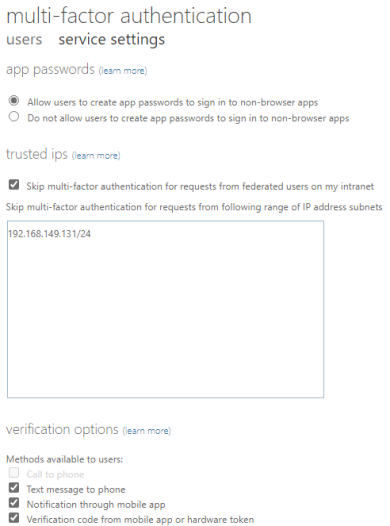 multi-factor authentication
users service settings
app passwords (learn more)
Allow users to create app passwords to sign in to non-browser apps
Do not allow users to create app passwords to sign in to non-browser apps
trusted ips (learn more)
Skip multi-factor authentication for requests from federated users on my intranet
Skip multi-factor authentication for requests from following range of IP address subnets
192.168.149.131/24
verification options (learn more)
Methods available to users:
Call to phone
Text message to phone
Notification through mobile app
Verification code from mobile app or hardware token